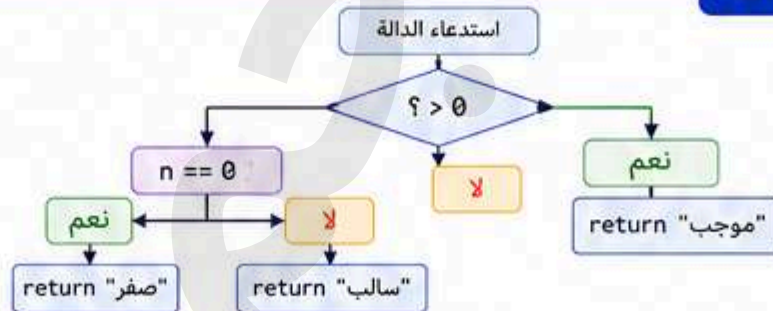 استدعاء الدالة
؟ > 0
نعم
لا
n == 0
نعم
لا
return "موجب"
return "صفر"
return "سالب"